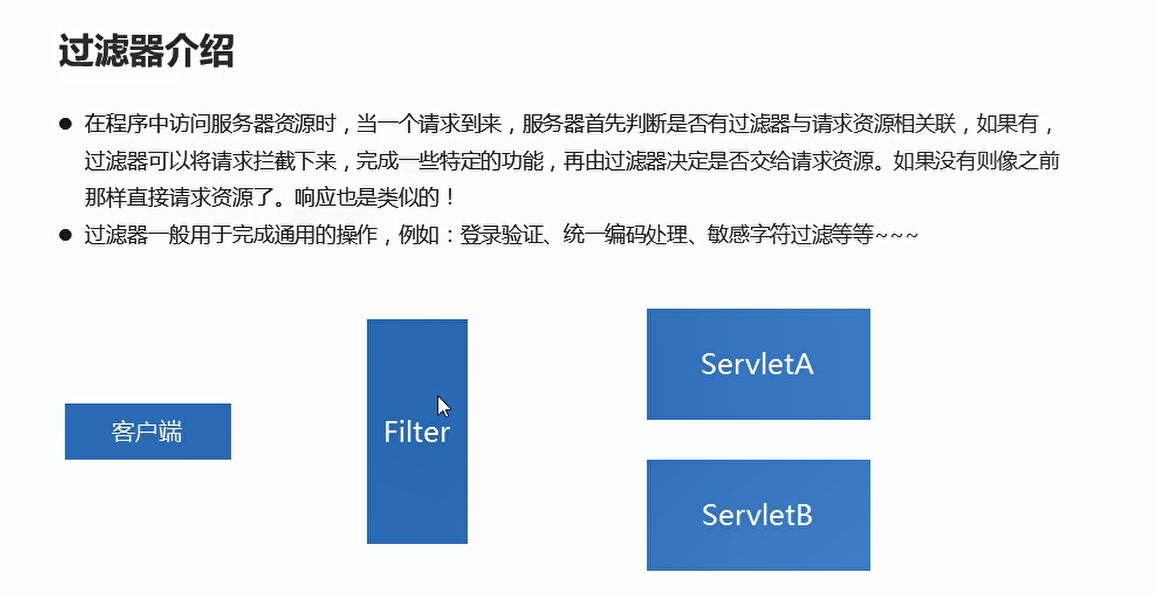 过滤器介绍
● 在程序中访问服务器资源时，当一个请求到来，服务器首先判断是否有过滤器与请求资源相关联，如果有，
过滤器可以将请求拦截下来，完成一些特定的功能，再由过滤器决定是否交给请求资源。如果没有则像之前
那样直接请求资源了。响应也是类似的！
● 过滤器一般用于完成通用的操作，例如：登录验证、统一编码处理、敏感字符过滤等等~~~
客户端
Filter
ServletA
ServletB